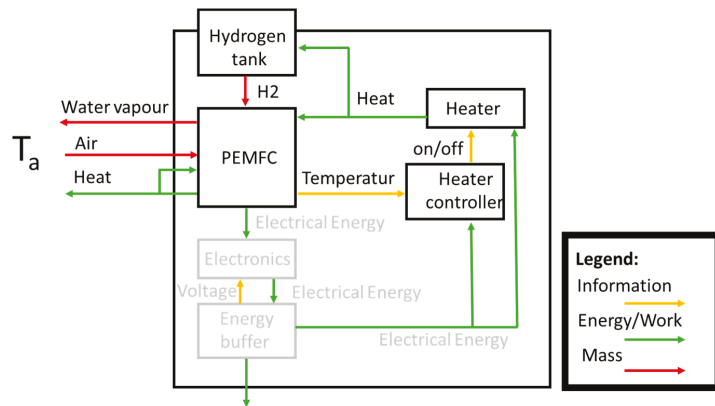 Hydrogen
tank
H2
Water vapour
Heat
Heater
Air
T_a
PEMFC
on/off
Heat
Temperatur
Heater
controller
Electrical Energy
Electronics
Voltage
Electrical Energy
Energy
buffer
Electrical Energy
Legend:
Information
Energy/Work
Mass